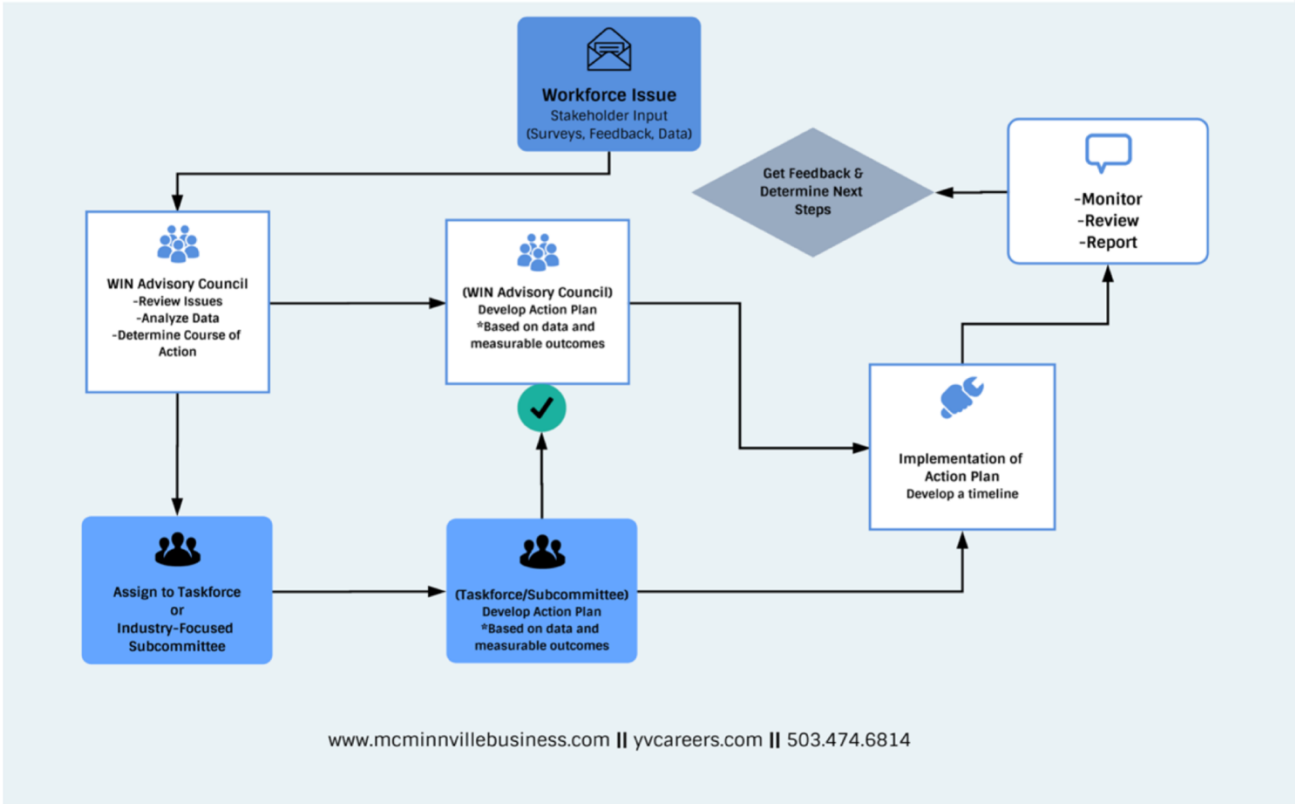 Workforce Issue
Stakeholder Input
(Surveys, Feedback, Data)
WIN Advisory Council
-Review Issues
-Analyze Data
-Determine Course of
Action
(WIN Advisory Council)
Develop Action Plan
*Based on data and
measurable outcomes
Get Feedback &
Determine Next
Steps
-Monitor
-Review
-Report
Implementation of
Action Plan
Develop a timeline
Assign to Taskforce
or
Industry-Focused
Subcommittee
(Taskforce/Subcommittee)
Develop Action Plan
*Based on data and
measurable outcomes
www.mcminnvillebusiness.com || yvcareers.com || 503.474.6814